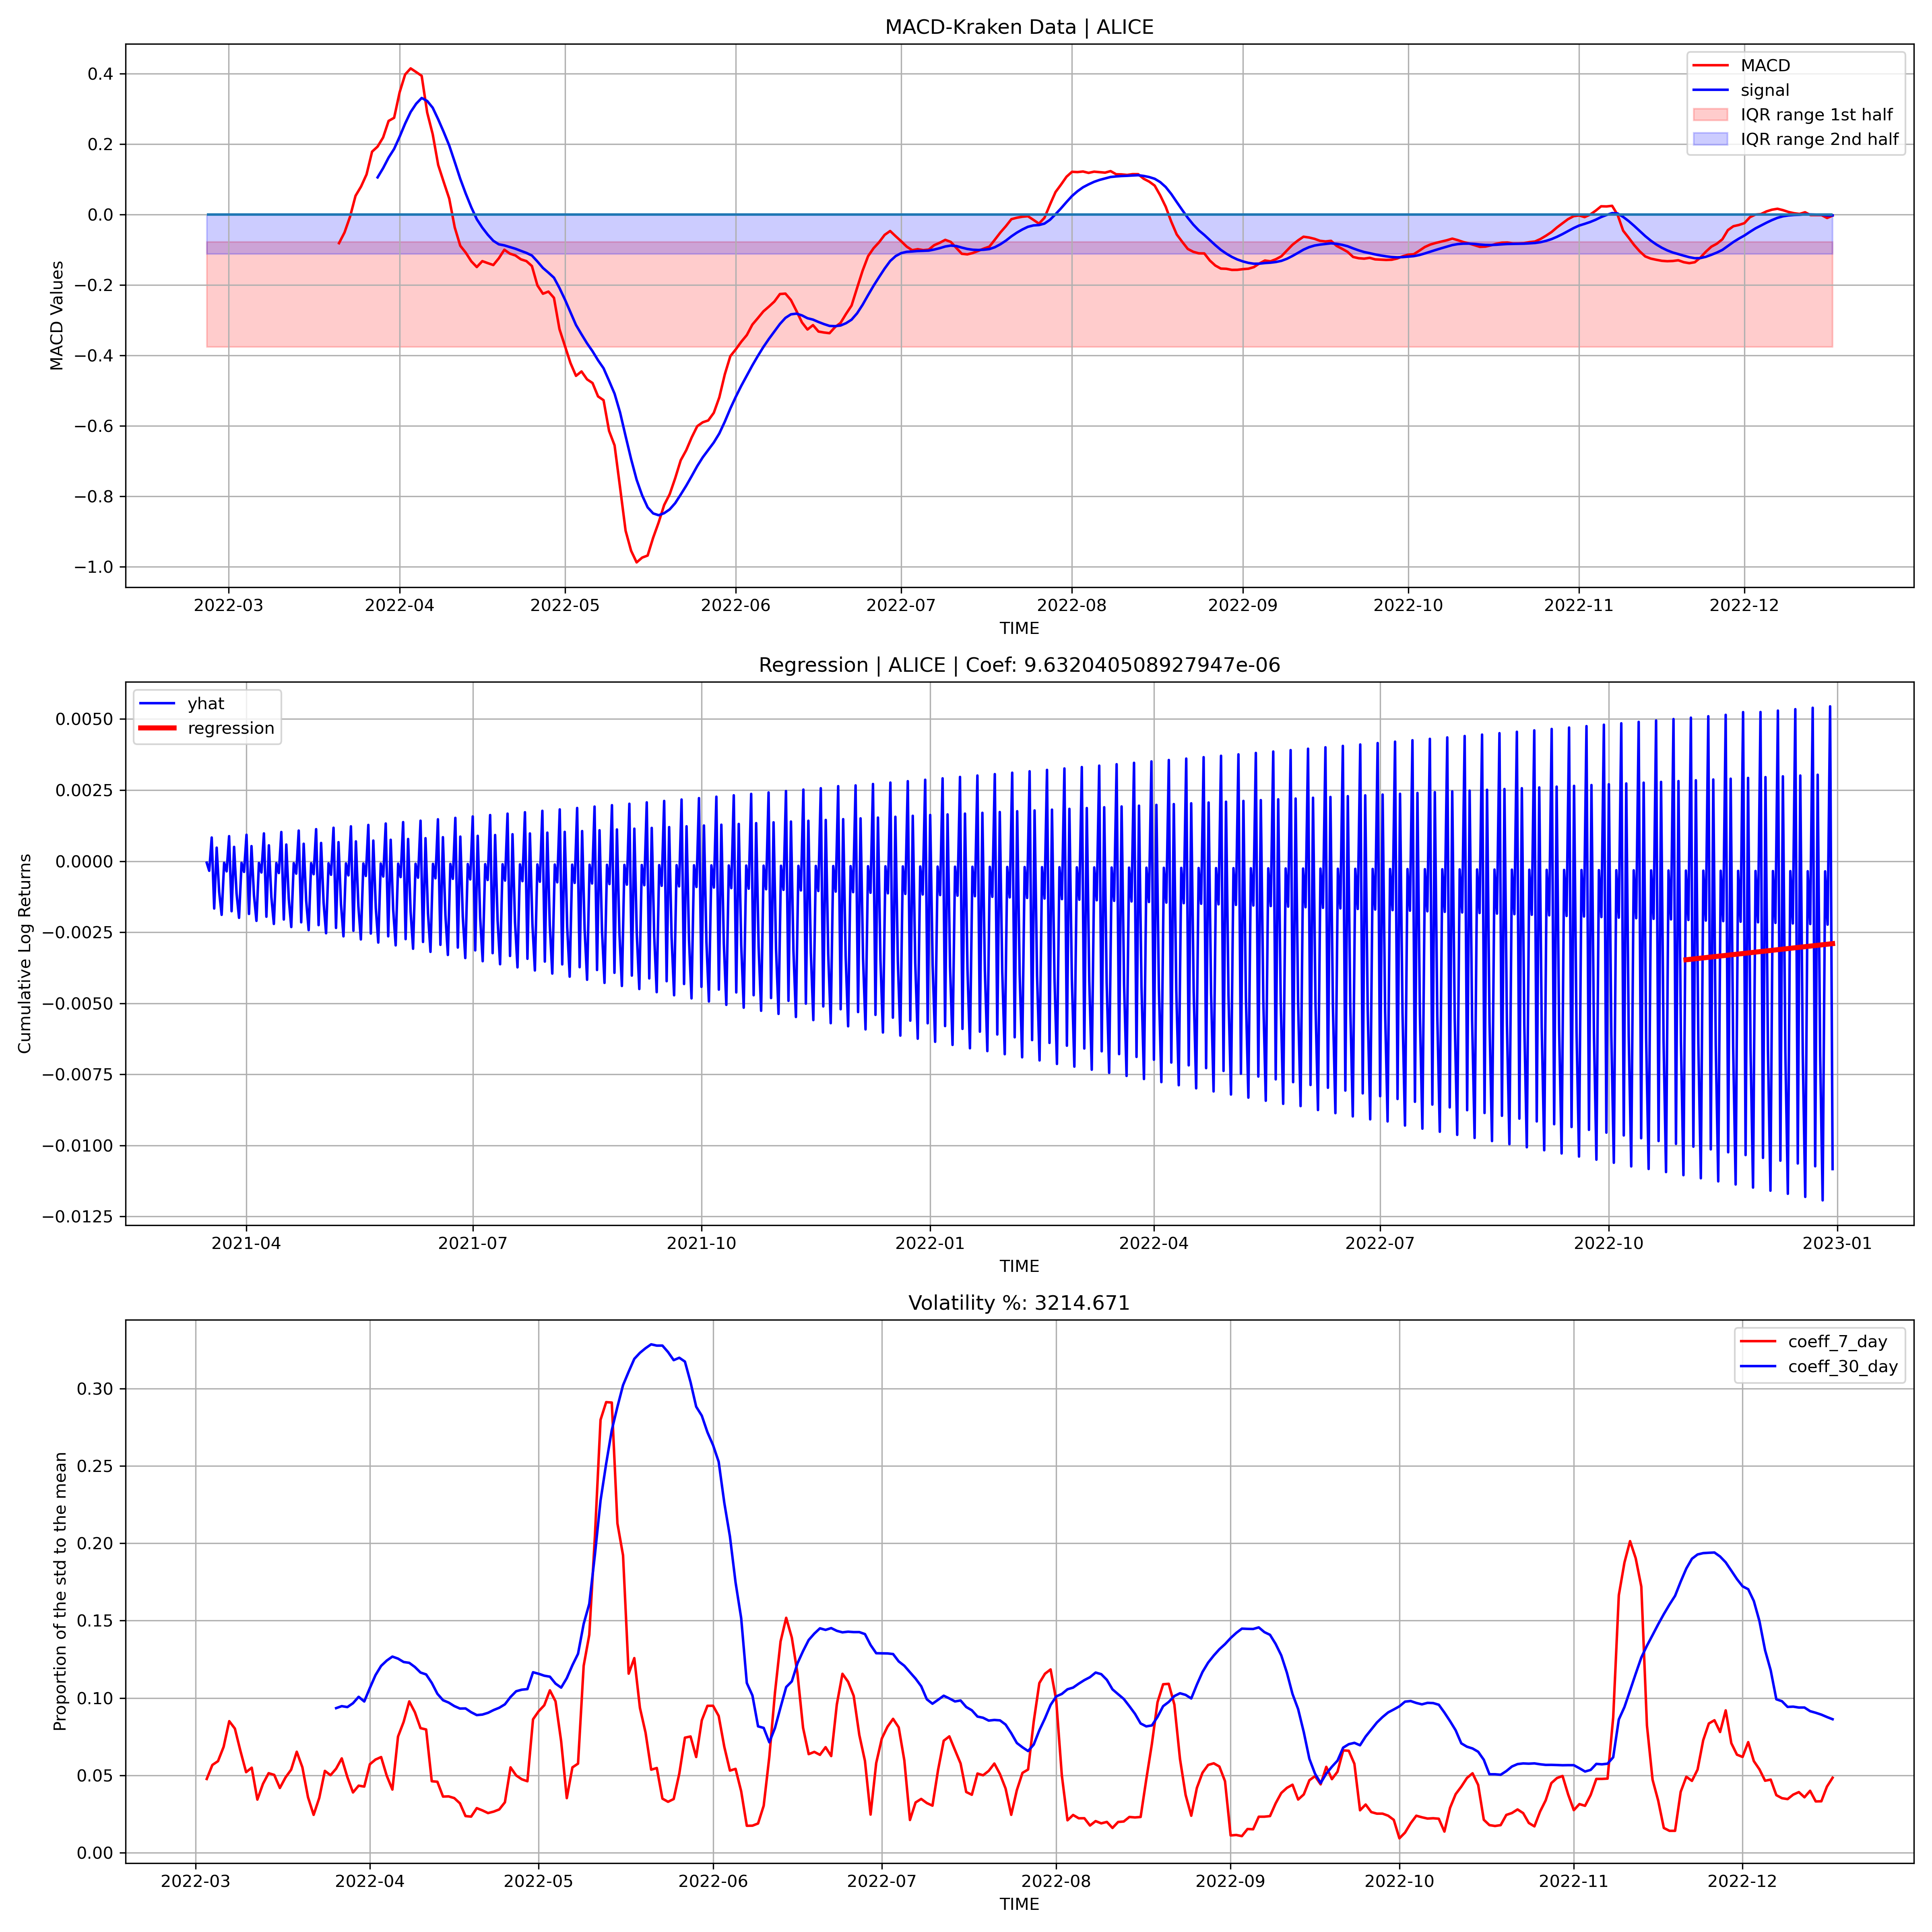 MACD-Kraken Data | ALICE
MACD
signal
IQR range 1st half
IQR range 2nd half
MACD Values
0.4
0.2
0.0
−0.2
−0.4
−0.6
−0.8
−1.0
2022-03 2022-04 2022-05 2022-06 2022-07 2022-08 2022-09 2022-10 2022-11 2022-12
TIME
Regression | ALICE | Coef: 9.632040508927947e-06
yhat
regression
Cumulative Log Returns
0.0050
0.0025
0.0000
−0.0025
−0.0050
−0.0075
−0.0100
−0.0125
2021-04 2021-07 2021-10 2022-01 2022-04 2022-07 2022-10 2023-01
TIME
Volatility %: 3214.671
coeff_7_day
coeff_30_day
Proportion of the std to the mean
0.30
0.25
0.20
0.15
0.10
0.05
0.00
2022-03 2022-04 2022-05 2022-06 2022-07 2022-08 2022-09 2022-10 2022-11 2022-12
TIME